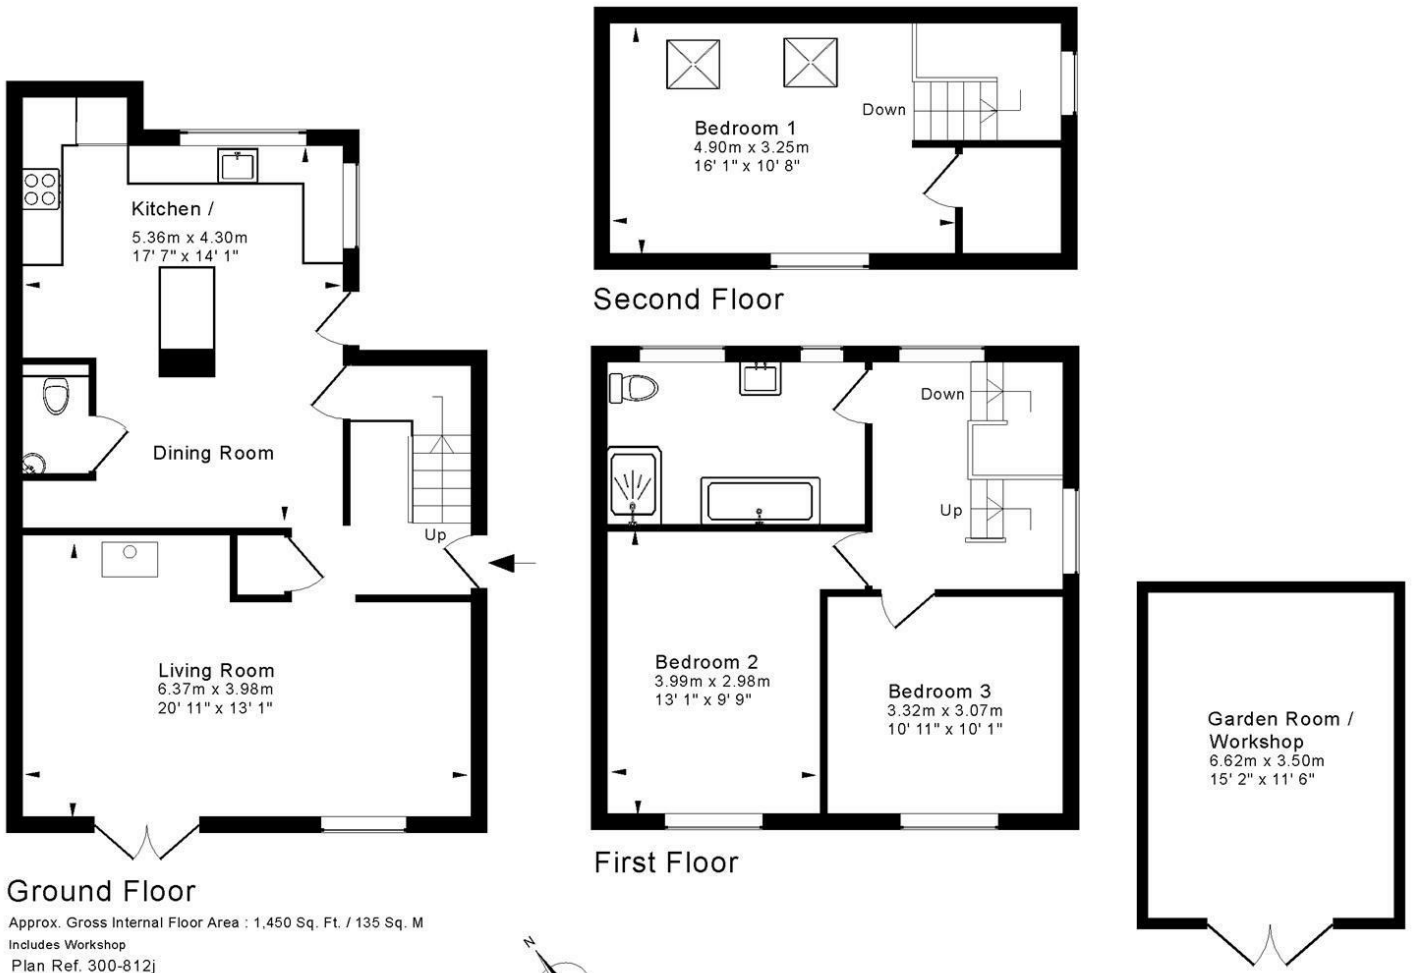 Kitchen /
5.36m x 4.30m
17' 7" x 14' 1"
Dining Room
Up
Living Room
6.37m x 3.98m
20' 11" x 13' 1"
Ground Floor
Approx. Gross Internal Floor Area : 1,450 Sq. Ft. / 135 Sq. M
Includes Workshop
Plan Ref. 300-812j
Down
Bedroom 1
4.90m x 3.25m
16' 1" x 10' 8"
Second Floor
Down
Up
Bedroom 2
3.99m x 2.98m
13' 1" x 9' 9"
Bedroom 3
3.32m x 3.07m
10' 11" x 10' 1"
First Floor
N
Garden Room /
Workshop
6.62m x 3.50m
15' 2" x 11' 6"